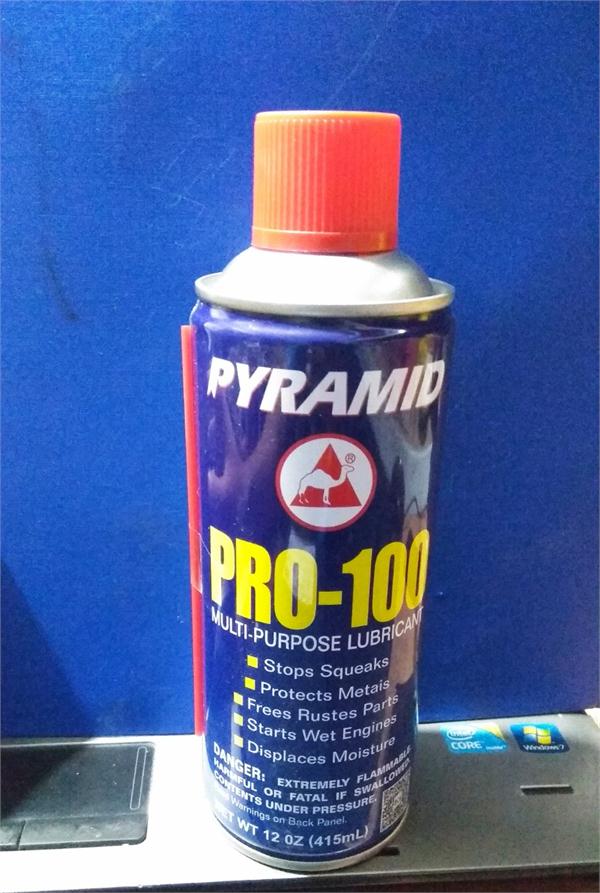 PYRAMID
®
PRO-100
MULTI-PURPOSE LUBRICANT
Stops Squeaks
Protects Metais
Frees Rustes Parts
Starts Wet Engines
Displaces Moisture
DANGER: EXTREMELY FLAMMABLE,
HARMFUL OR FATAL IF SWALLOWED.
CONTENTS UNDER PRESSURE.
Warnings on Back Panel.
NET WT 12 OZ (415mL)
intel
CORE
Windows 7